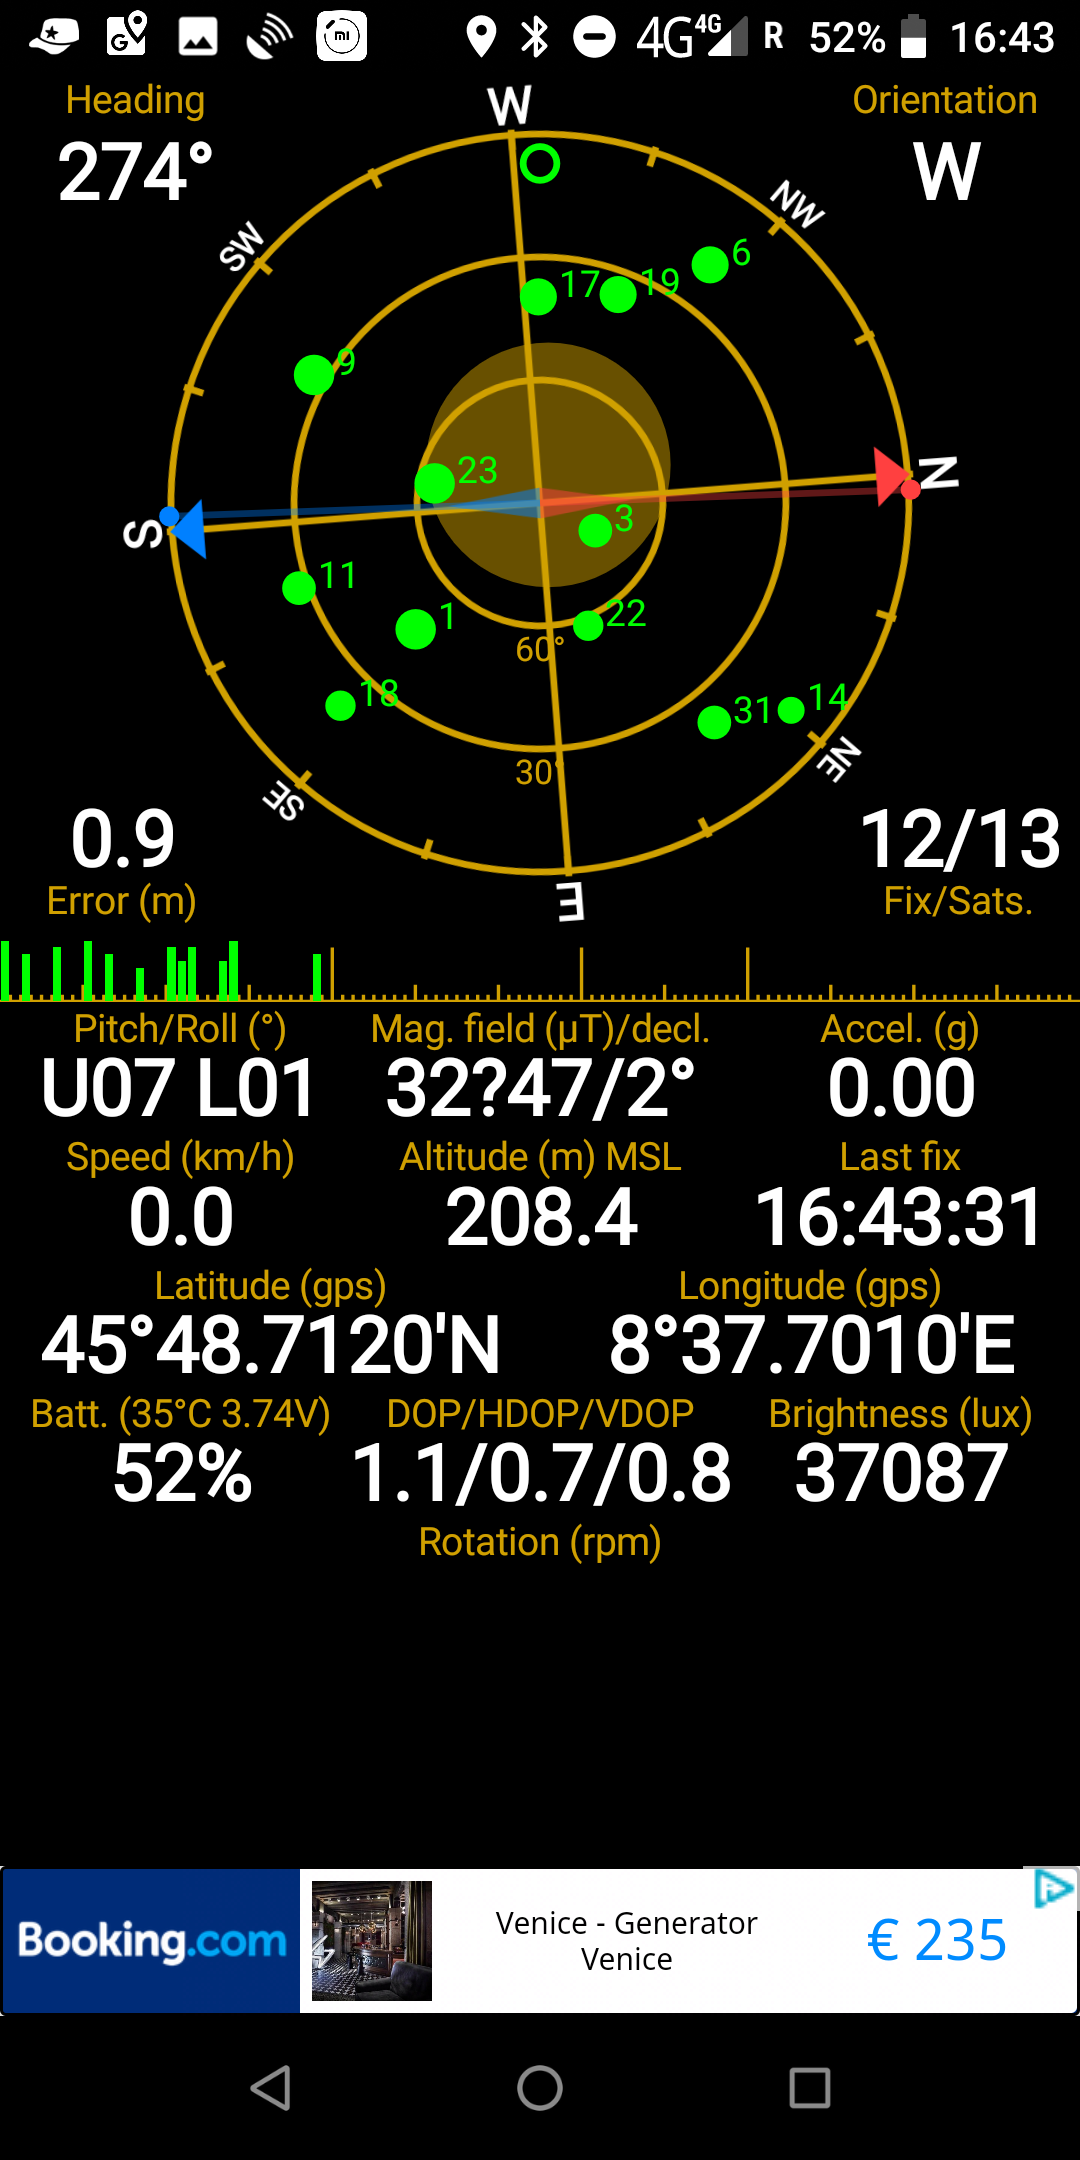 4G 4G R 52% 16:43
Heading
Orientation
274°
W
W
SW
NW
6
17
19
9
23
N
3
S
11
1
22
60°
18
31
14
30°
NE
SE
E
0.9
12/13
Error (m)
Fix/Sats.
Pitch/Roll (°) Mag. field (µT)/decl. Accel. (g)
U07 L01 32?47/2° 0.00
Speed (km/h) Altitude (m) MSL Last fix
0.0 208.4 16:43:31
Latitude (gps) Longitude (gps)
45°48.7120'N 8°37.7010'E
Batt. (35°C 3.74V) DOP/HDOP/VDOP Brightness (lux)
52% 1.1/0.7/0.8 37087
Rotation (rpm)
Booking.com
Venice - Generator
Venice
€ 235